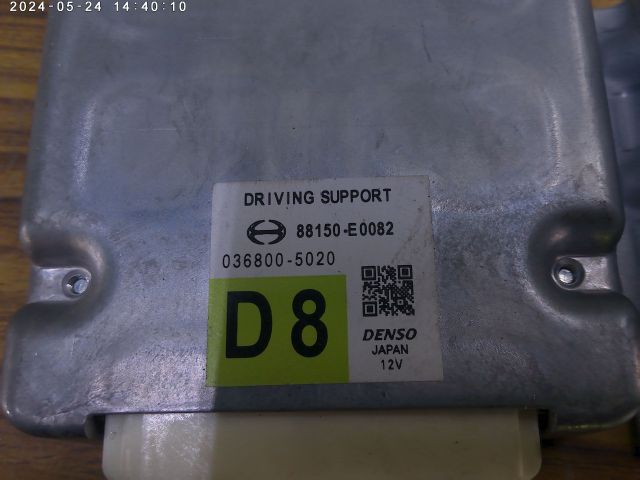 2024-05-24 14:40:10
DRIVING SUPPORT
88150-E0082
036800-5020
D8
DENSO
JAPAN
12V